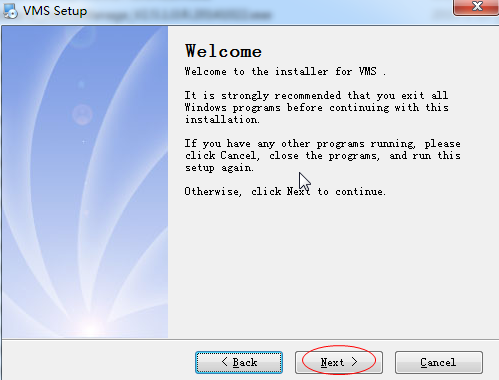 VMS Setup
Welcome
Welcome to the installer for VMS .
It is strongly recommended that you exit all
Windows programs before continuing with this
installation.
If you have any other programs running, please
click Cancel, close the programs, and run this
setup again.
Otherwise, click Next to continue.
< Back
Next >
Cancel